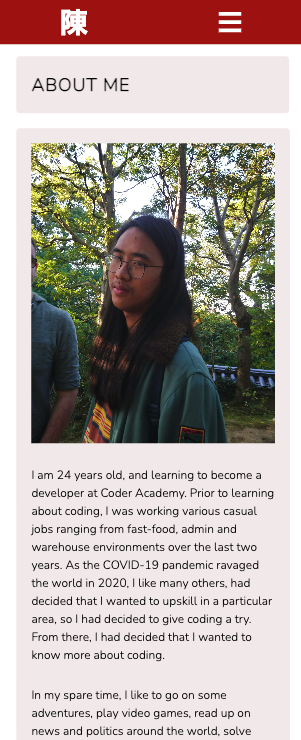 陳
ABOUT ME
I am 24 years old, and learning to become a
developer at Coder Academy. Prior to learning
about coding, I was working various casual
jobs ranging from fast-food, admin and
warehouse environments over the last two
years. As the COVID-19 pandemic ravaged
the world in 2020, I like many others, had
decided that I wanted to upskill in a particular
area, so I had decided to give coding a try.
From there, I had decided that I wanted to
know more about coding.
In my spare time, I like to go on some
adventures, play video games, read up on
news and politics around the world, solve